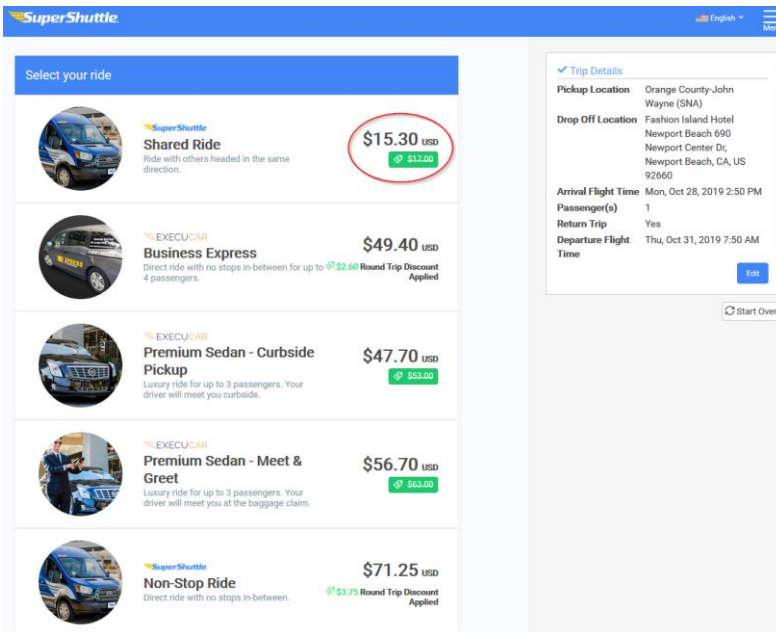 SuperShuttle
English
Men
Select your ride
SuperShuttle
Shared Ride
Ride with others headed in the same
direction.
$15.30 USD
$17.00
EXECUCAR
Business Express
Direct ride with no stops in-between for up to
4 passengers.
$49.40 USD
$2.60 Round Trip Discount
Applied
EXECUCAR
Premium Sedan - Curbside
Pickup
Luxury ride for up to 3 passengers. Your
driver will meet you curbside.
$47.70 USD
$53.00
EXECUCAR
Premium Sedan - Meet &
Greet
Luxury ride for up to 3 passengers. Your
driver will meet you at the baggage claim.
$56.70 USD
$63.00
SuperShuttle
Non-Stop Ride
Direct ride with no stops in-between.
$71.25 USD
$3.75 Round Trip Discount
Applied
Trip Details
Pickup Location Orange County-John
Wayne (SNA)
Drop Off Location Fashion Island Hotel
Newport Beach 690
Newport Center Dr,
Newport Beach, CA, US
92660
Arrival Flight Time Mon, Oct 28, 2019 2:50 PM
Passenger(s) 1
Return Trip Yes
Departure Flight Thu, Oct 31, 2019 7:50 AM
Time
Edit
Start Over